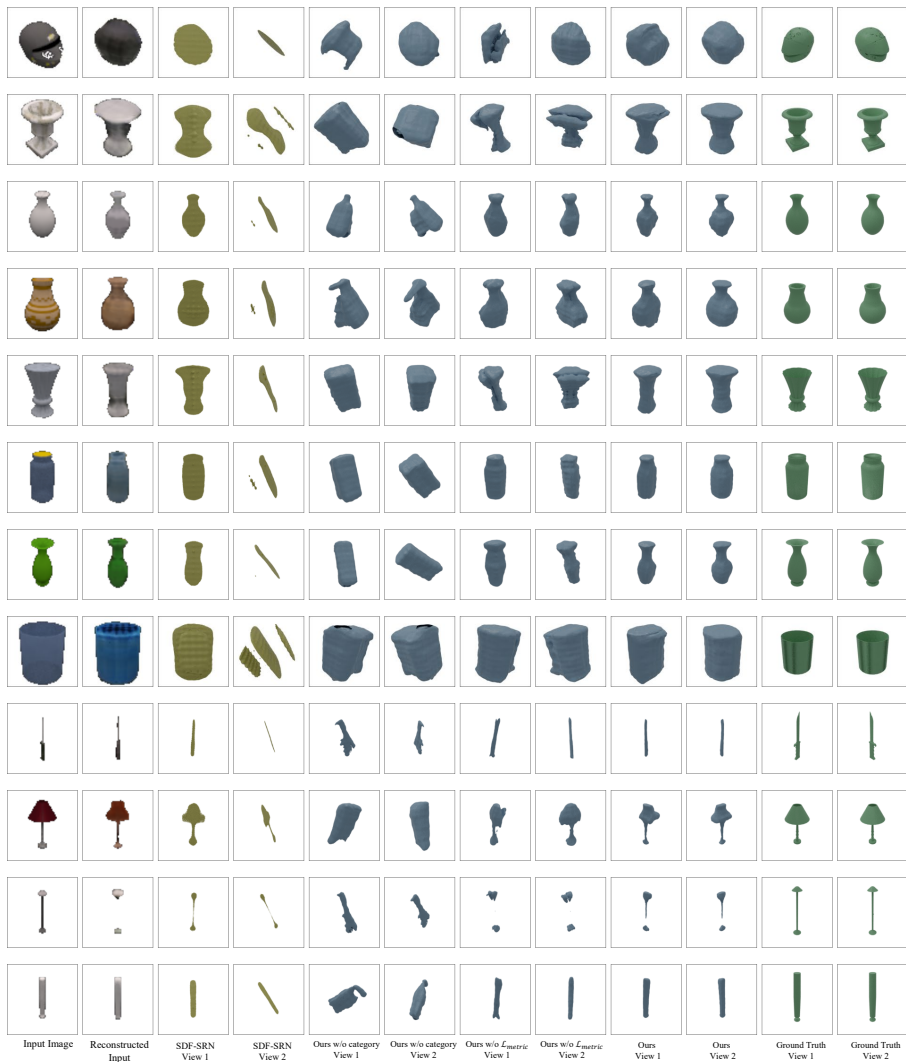 Input Image Reconstructed SDF-SRN SDF-SRN Ours w/o category Ours w/o category Ours w/o ℒmetric Ours w/o ℒmetric Ours Ours Ground Truth Ground Truth
Input View 1 View 2 View 1 View 2 View 1 View 2 View 1 View 2 View 1 View 2